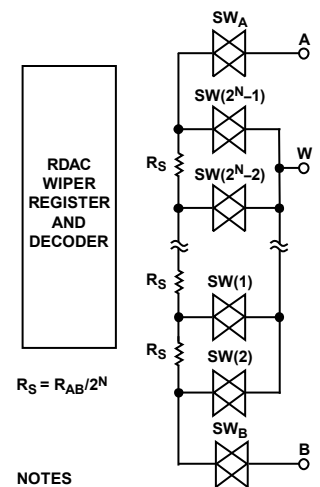 SWA
A
SW(2N–1)
RDAC
WIPER
REGISTER
AND
DECODER
RS
W
SW(2N–2)
RS
SW(1)
RS
SW(2)
RS = RAB/2N
SWB
B
NOTES